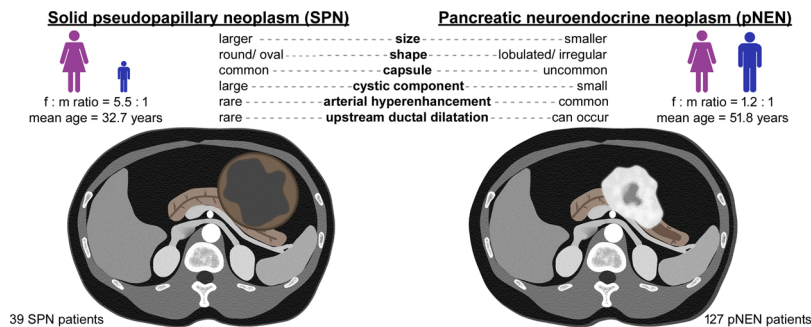 Solid pseudopapillary neoplasm (SPN)
Pancreatic neuroendocrine neoplasm (pNEN)
larger size smaller
round/ oval shape lobulated/ irregular
common capsule uncommon
large cystic component small
rare arterial hyperenhancement common
rare upstream ductal dilatation can occur
f : m ratio = 5.5 : 1
mean age = 32.7 years
f : m ratio = 1.2 : 1
mean age = 51.8 years
39 SPN patients
127 pNEN patients